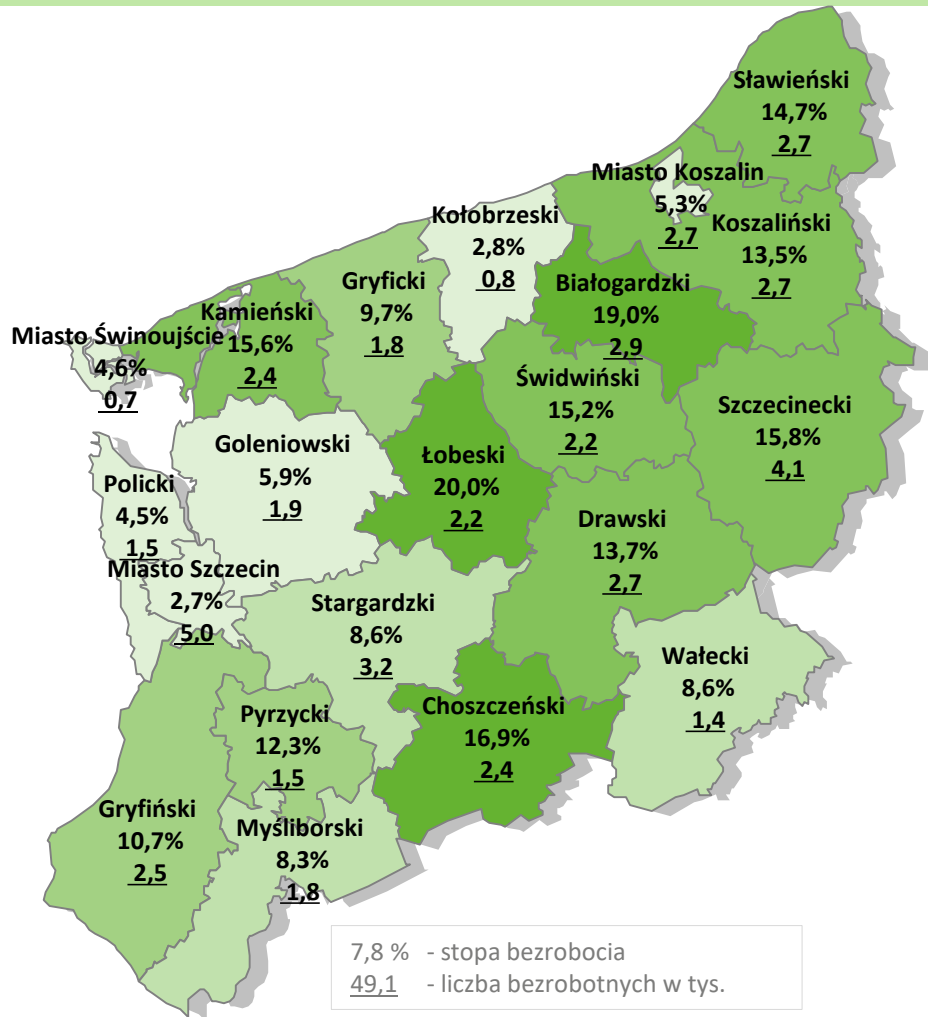 Sławieński
14,7%
2,7
Miasto Koszalin
5,3%
2,7
Koszaliński
13,5%
2,7
Kołobrzeski
2,8%
0,8
Białogardzki
19,0%
2,9
Gryficki
9,7%
1,8
Kamieński
15,6%
2,4
Miasto Świnoujście
4,6%
0,7
Świdwiński
15,2%
2,2
Szczecinecki
15,8%
4,1
Goleniowski
5,9%
1,9
Łobeski
20,0%
2,2
Policki
4,5%
1,5
Drawski
13,7%
2,7
Miasto Szczecin
2,7%
5,0
Stargardzki
8,6%
3,2
Wałecki
8,6%
1,4
Choszczeński
16,9%
2,4
Pyrzycki
12,3%
1,5
Gryfiński
10,7%
2,5
Myśliborski
8,3%
1,8
7,8 % - stopa bezrobocia
49,1 - liczba bezrobotnych w tys.